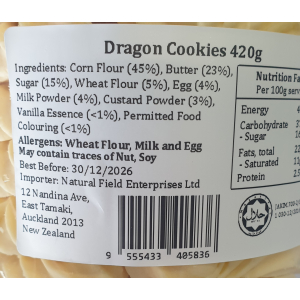 Dragon Cookies 420g
Ingredients: Corn Flour (45%), Butter (23%),
Sugar (15%), Wheat Flour (5%), Egg (4%),
Milk Powder (4%), Custard Powder (3%),
Vanilla Essence (<1%), Permitted Food
Colouring (<1%)
Allergens: Wheat Flour, Milk and Egg
May contain traces of Nut, Soy
Best Before: 30/12/2026
Importer: Natural Field Enterprises Ltd
12 Nandina Ave,
East Tamaki,
Auckland 2013
New Zealand
9 555433 405836
Nutrition
Per 100g
Energy
Carbohydrate
- Sugar
Fats, total
- Saturated
Protein